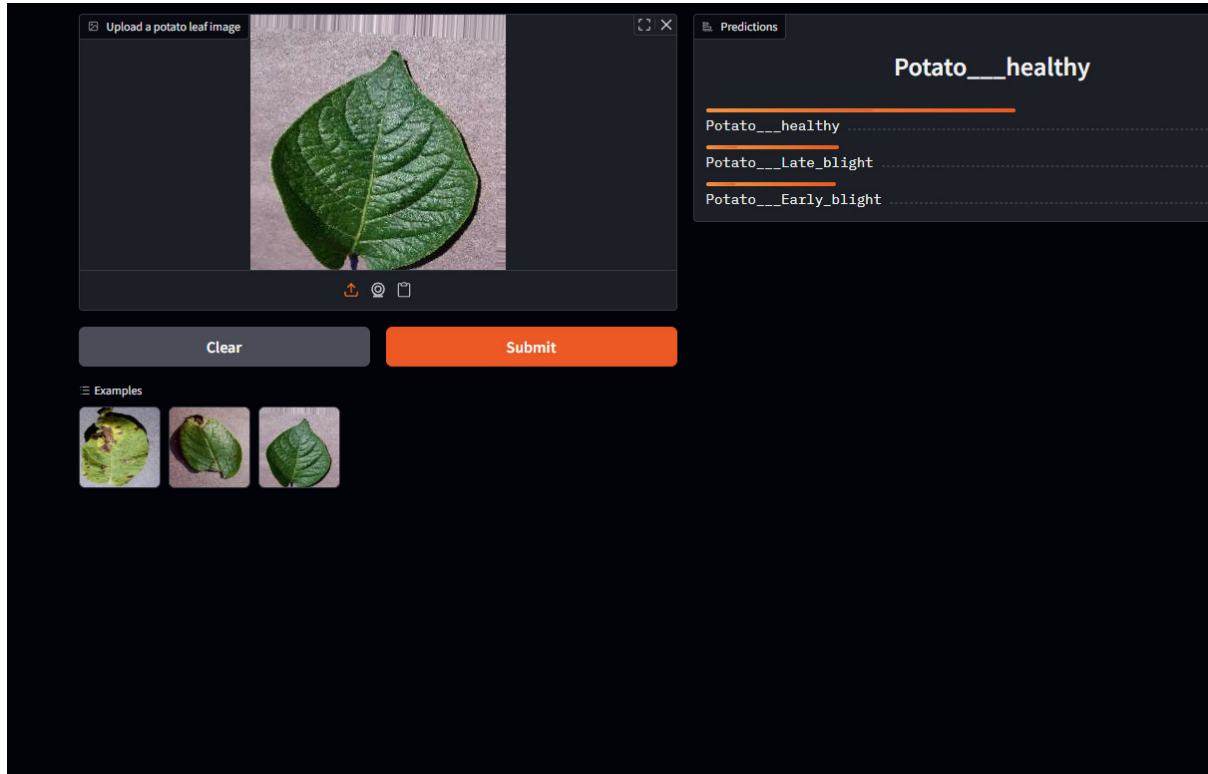 Upload a potato leaf image
Predictions
Potato___healthy
Potato___healthy
Potato___Late_blight
Potato___Early_blight
Clear
Submit
Examples